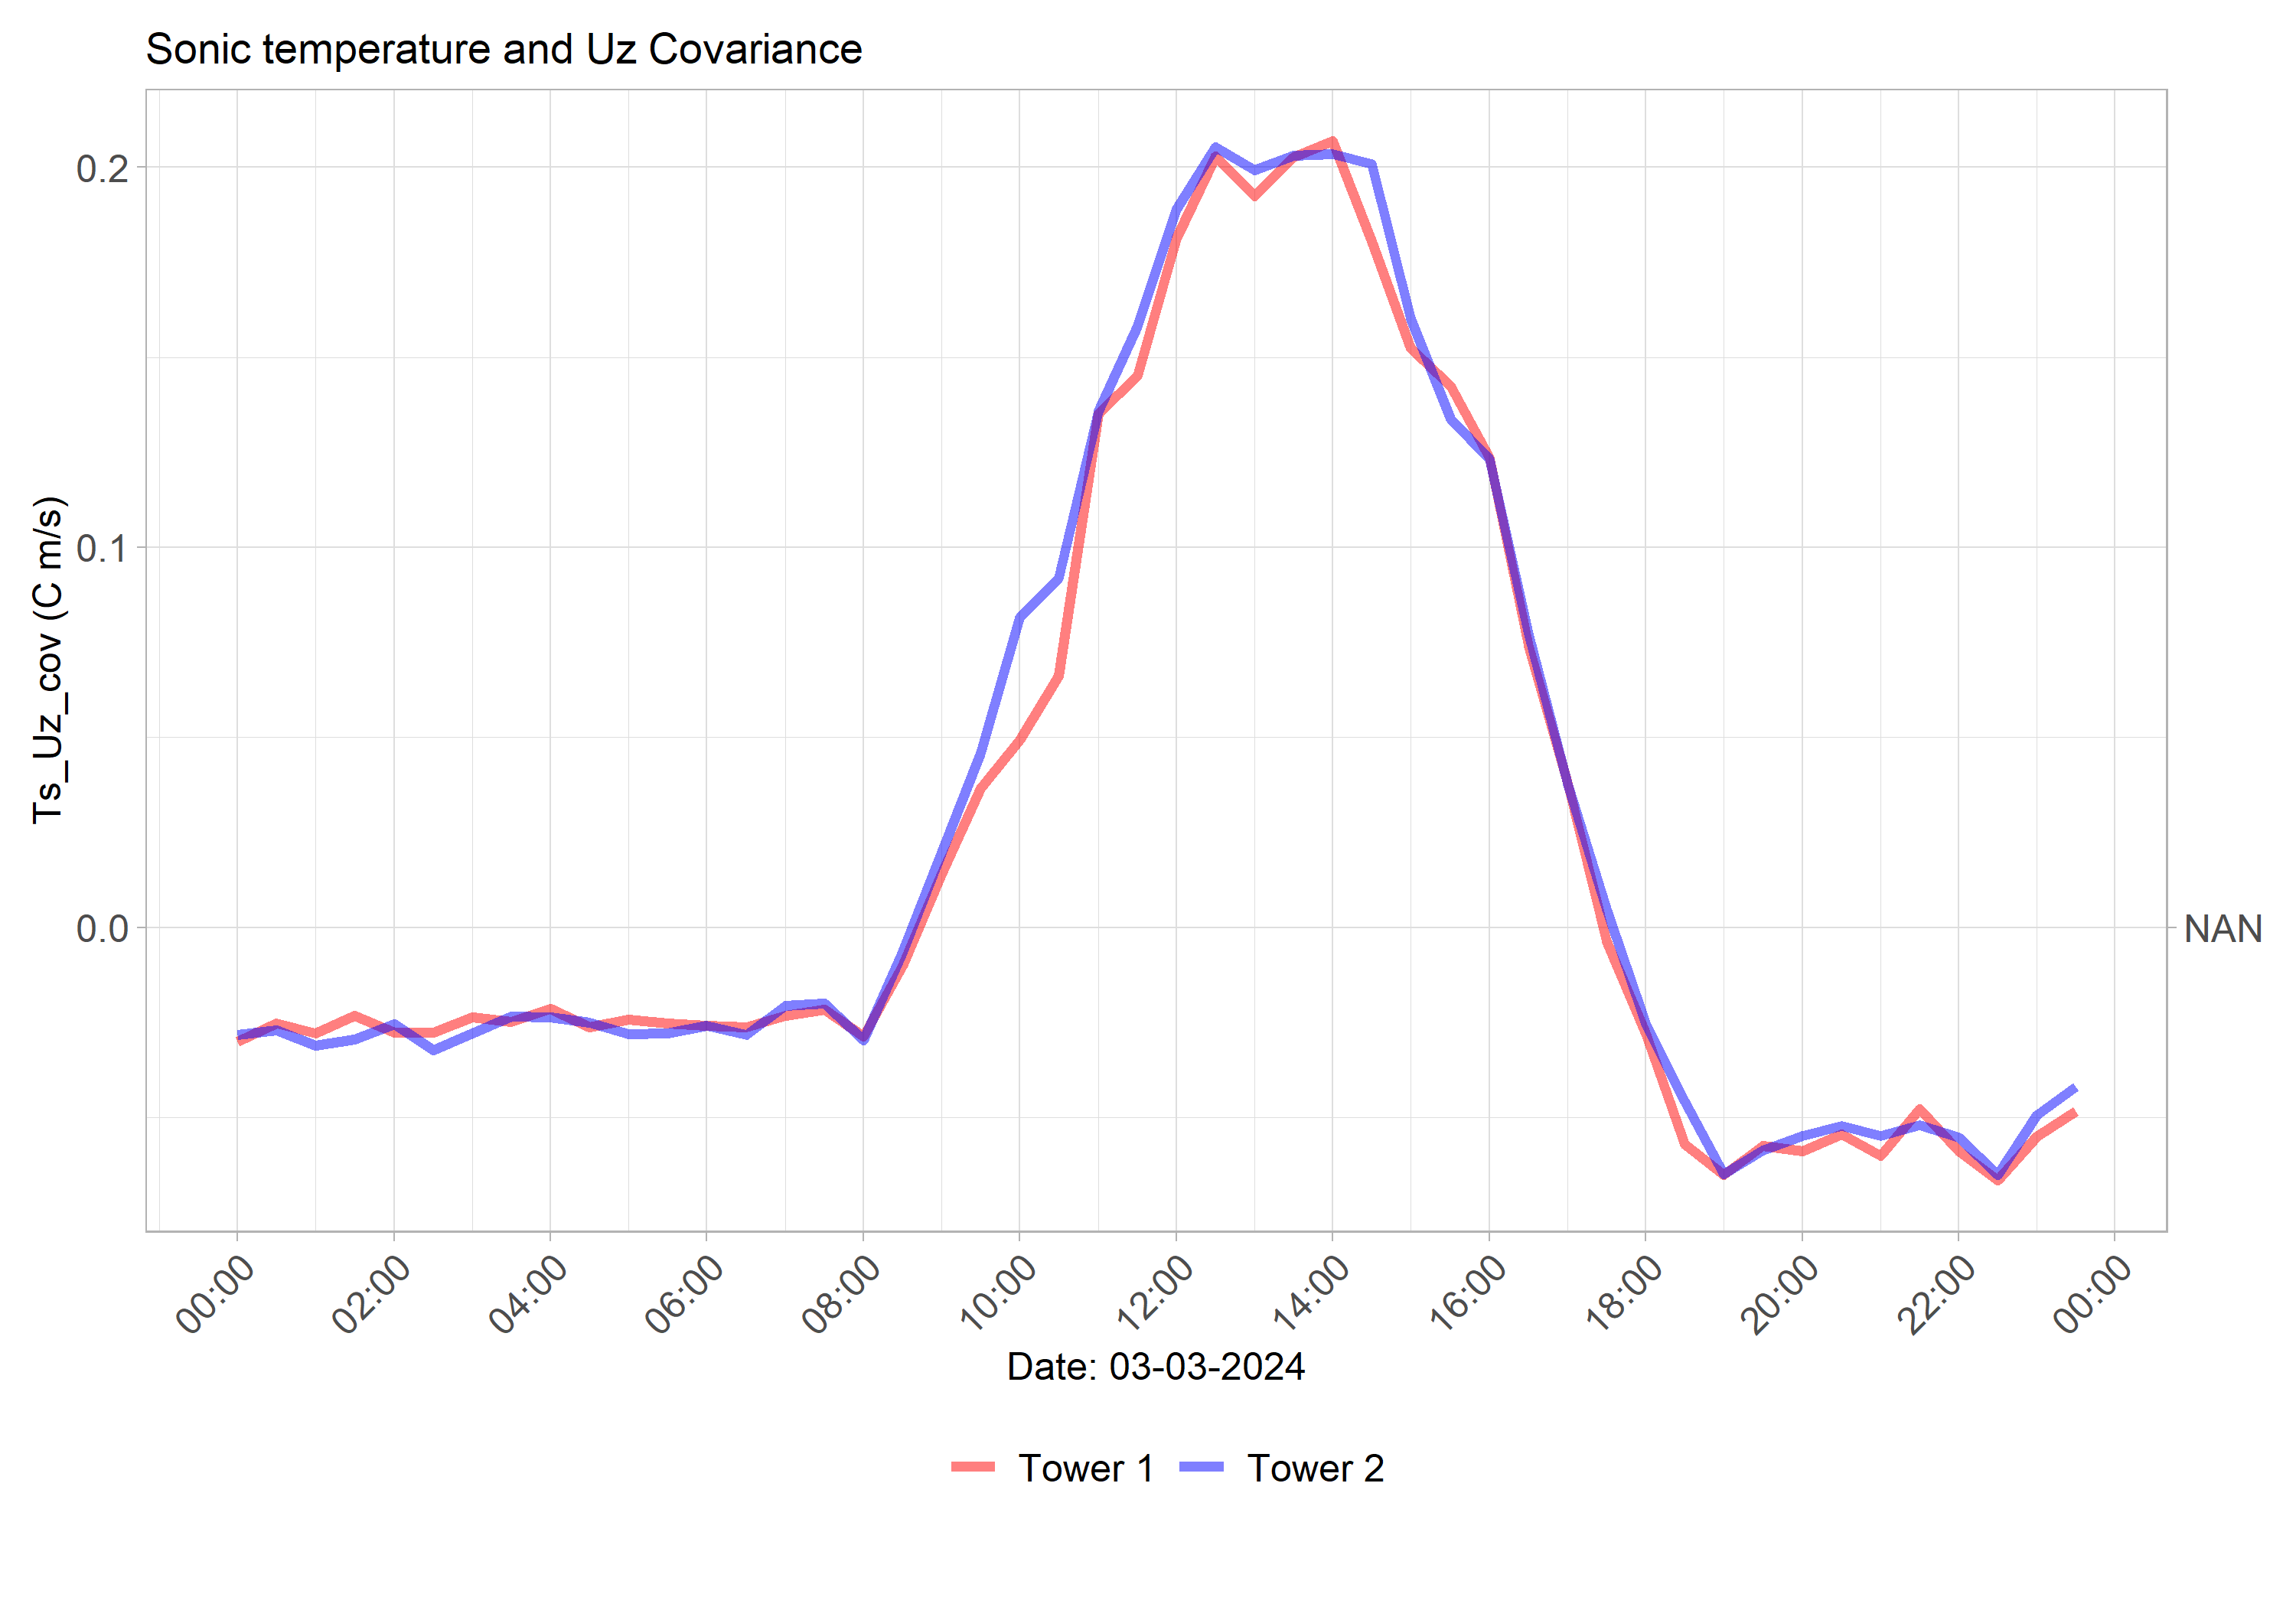 Sonic temperature and Uz Covariance
Ts_Uz_cov (C m/s)
0.2
0.1
0.0
NAN
00:00 02:00 04:00 06:00 08:00 10:00 12:00 14:00 16:00 18:00 20:00 22:00 00:00
Date: 03-03-2024
Tower 1 Tower 2